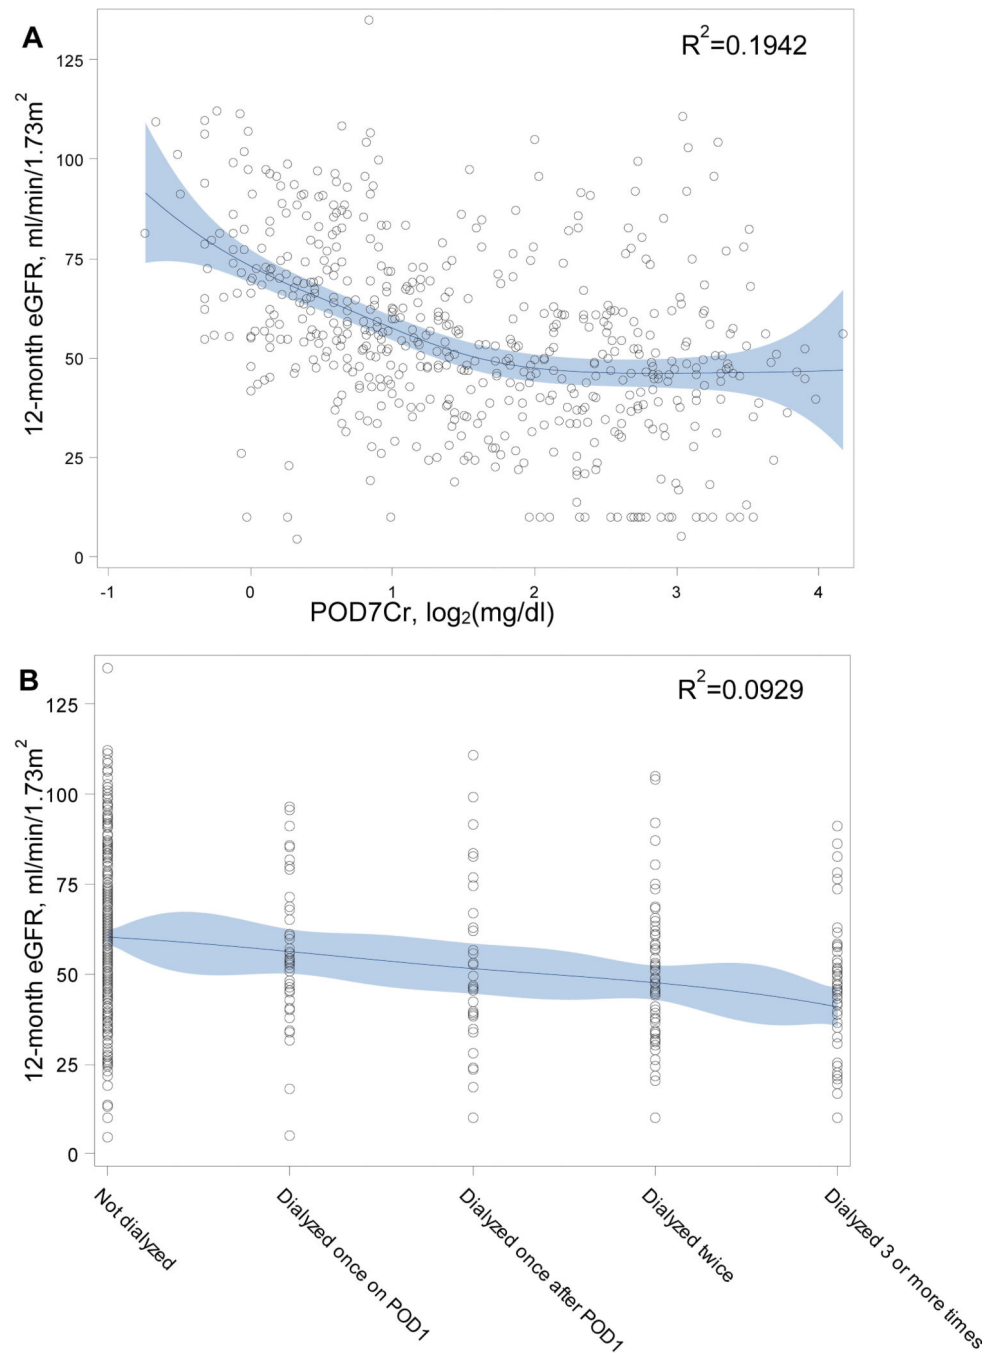 A
R²=0.1942
12-month eGFR, ml/min/1.73m²
125
100
75
50
25
0
-1 0 1 2 3 4
POD7Cr, log₂(mg/dl)
B
R²=0.0929
12-month eGFR, ml/min/1.73m²
125
100
75
50
25
0
Not dialyzed
Dialyzed once on POD1
Dialyzed once after POD1
Dialyzed twice
Dialyzed 3 or more times